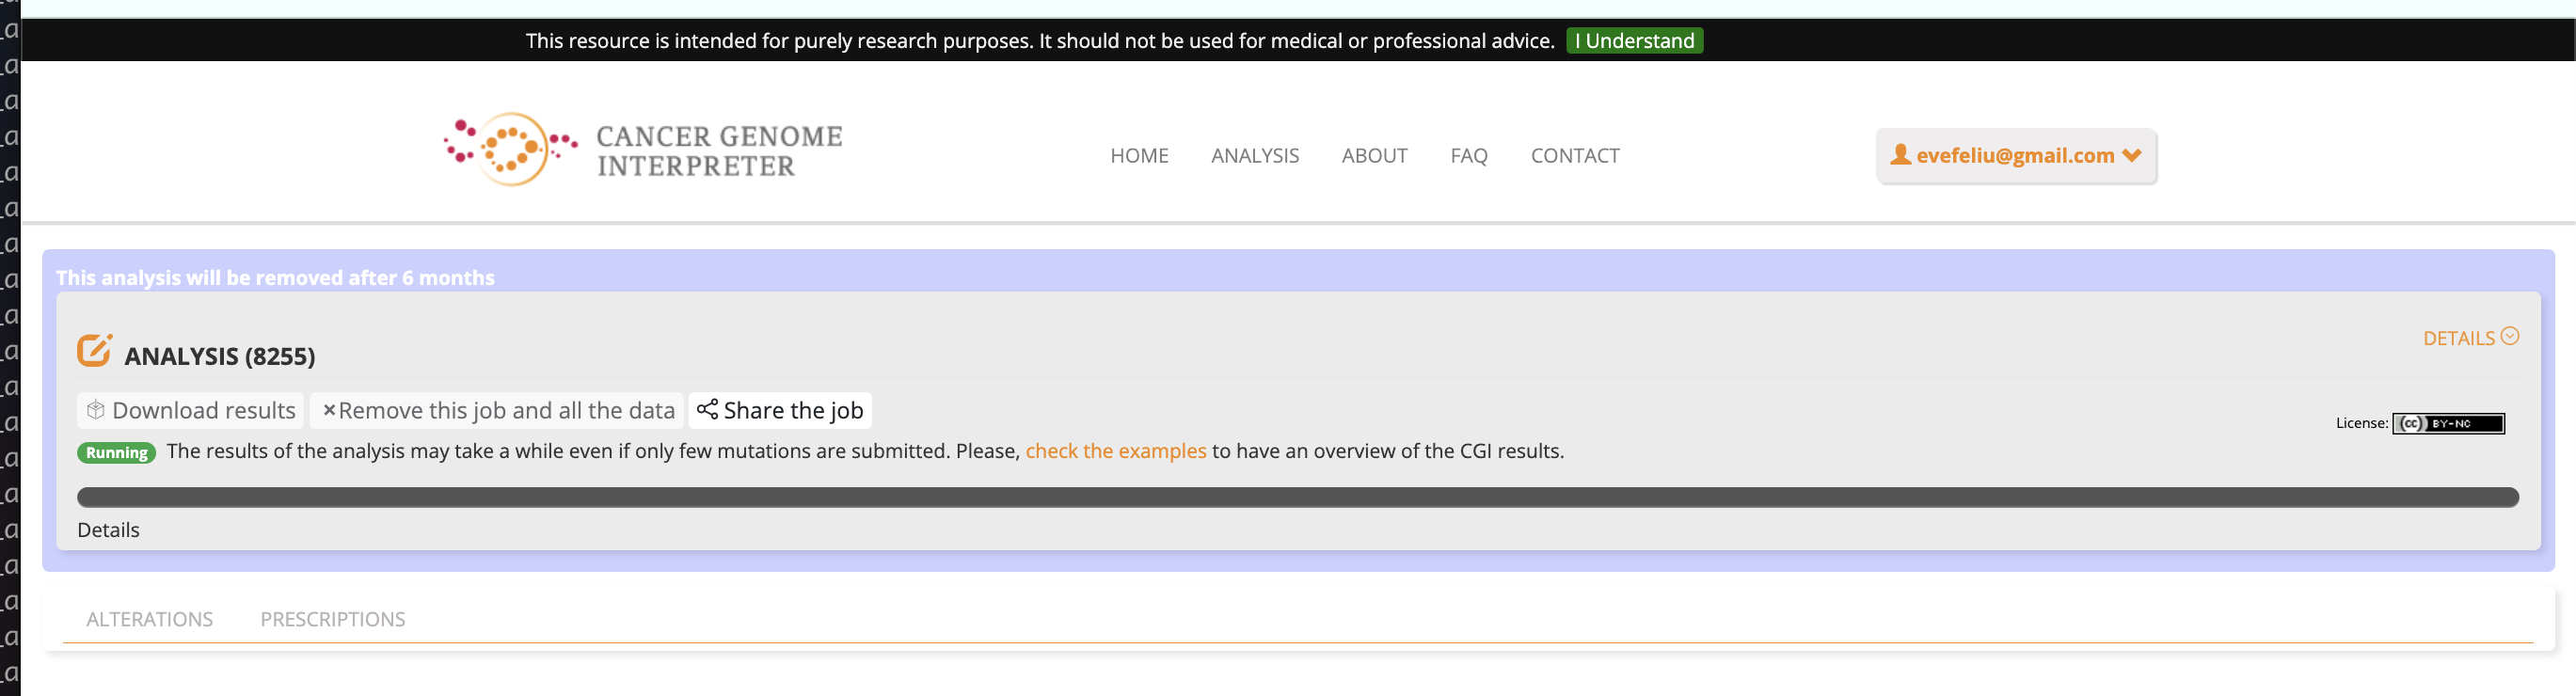 This resource is intended for purely research purposes. It should not be used for medical or professional advice. I Understand
CANCER GENOME
INTERPRETER
HOME ANALYSIS ABOUT FAQ CONTACT
evefeliu@gmail.com
This analysis will be removed after 6 months
DETAILS
ANALYSIS (8255)
Download results ×Remove this job and all the data Share the job
License: (cc) BY-NC
Running The results of the analysis may take a while even if only few mutations are submitted. Please, check the examples to have an overview of the CGI results.
Details
ALTERATIONS PRESCRIPTIONS